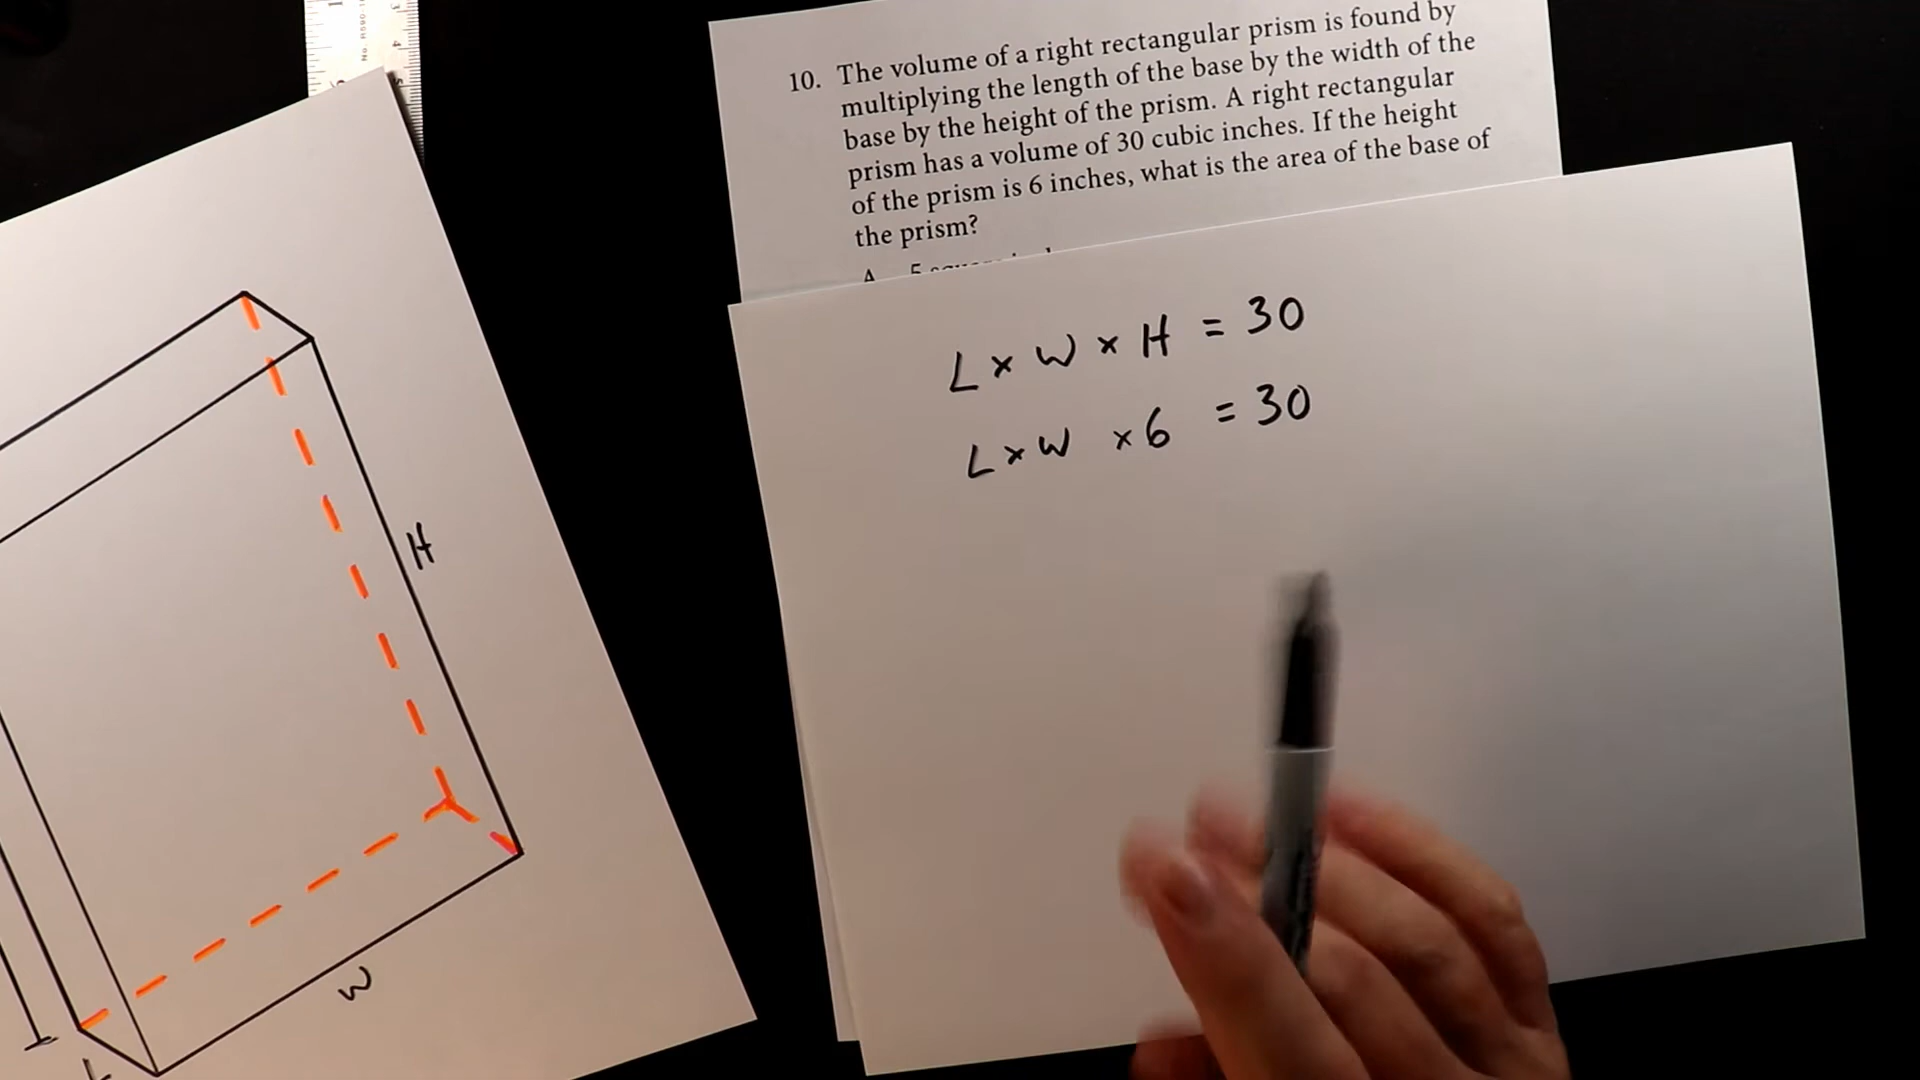 10. The volume of a right rectangular prism is found by
multiplying the length of the base by the width of the
base by the height of the prism. A right rectangular
prism has a volume of 30 cubic inches. If the height
of the prism is 6 inches, what is the area of the base of
the prism?
L × W × H = 30
L × W × 6 = 30
H
W